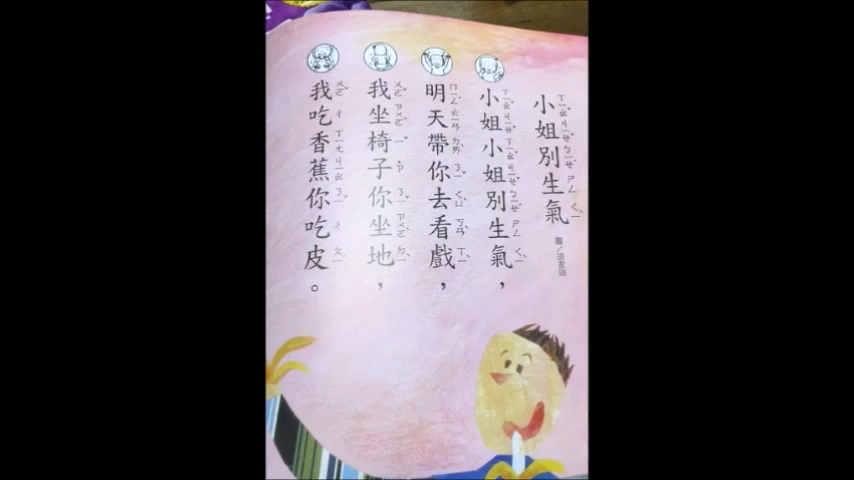 小姐別生氣
小姐小姐別生氣，
明天帶你去看戲，
我坐椅子你坐地，
我吃香蕉你吃皮。